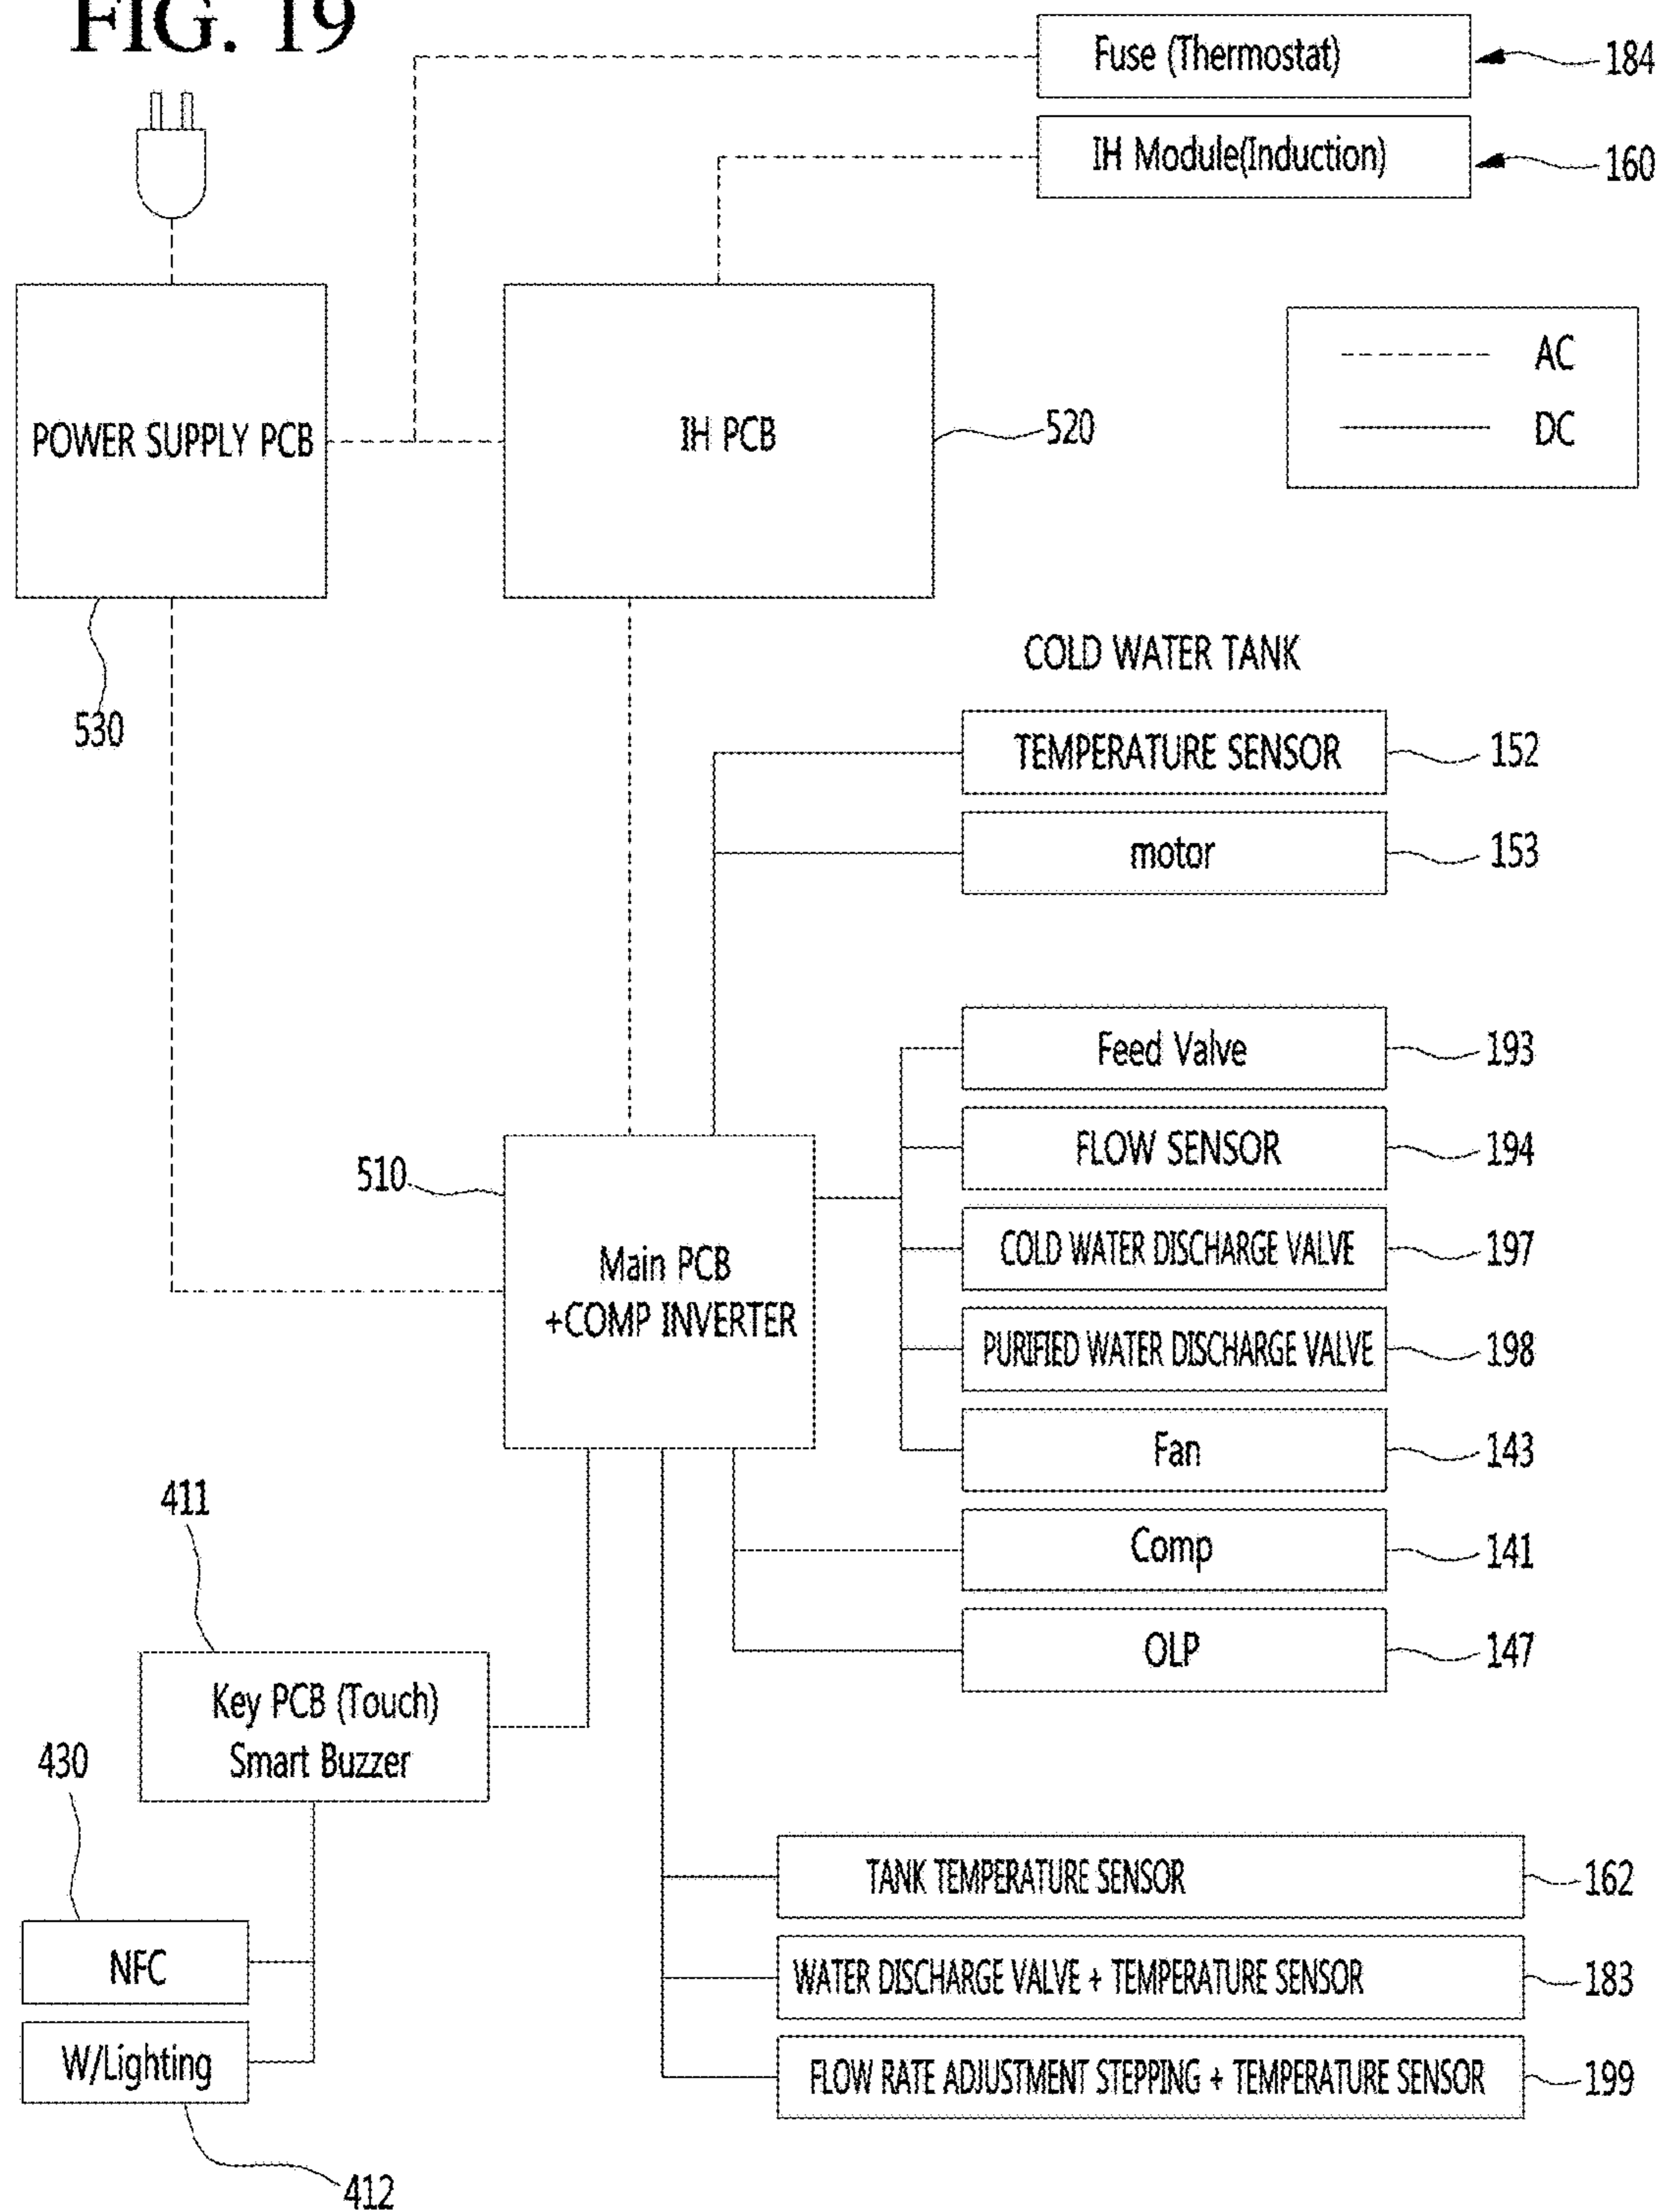 FIG. 19
Fuse (Thermostat)
184
IH Module(Induction)
160
AC
DC
POWER SUPPLY PCB
IH PCB
520
530
COLD WATER TANK
TEMPERATURE SENSOR
152
motor
153
Feed Valve
193
FLOW SENSOR
194
COLD WATER DISCHARGE VALVE
197
PURIFIED WATER DISCHARGE VALVE
198
Fan
143
Comp
141
OLP
147
510
Main PCB
+COMP INVERTER
411
Key PCB (Touch)
Smart Buzzer
430
NFC
W/Lighting
412
TANK TEMPERATURE SENSOR
162
WATER DISCHARGE VALVE + TEMPERATURE SENSOR
183
FLOW RATE ADJUSTMENT STEPPING + TEMPERATURE SENSOR
199